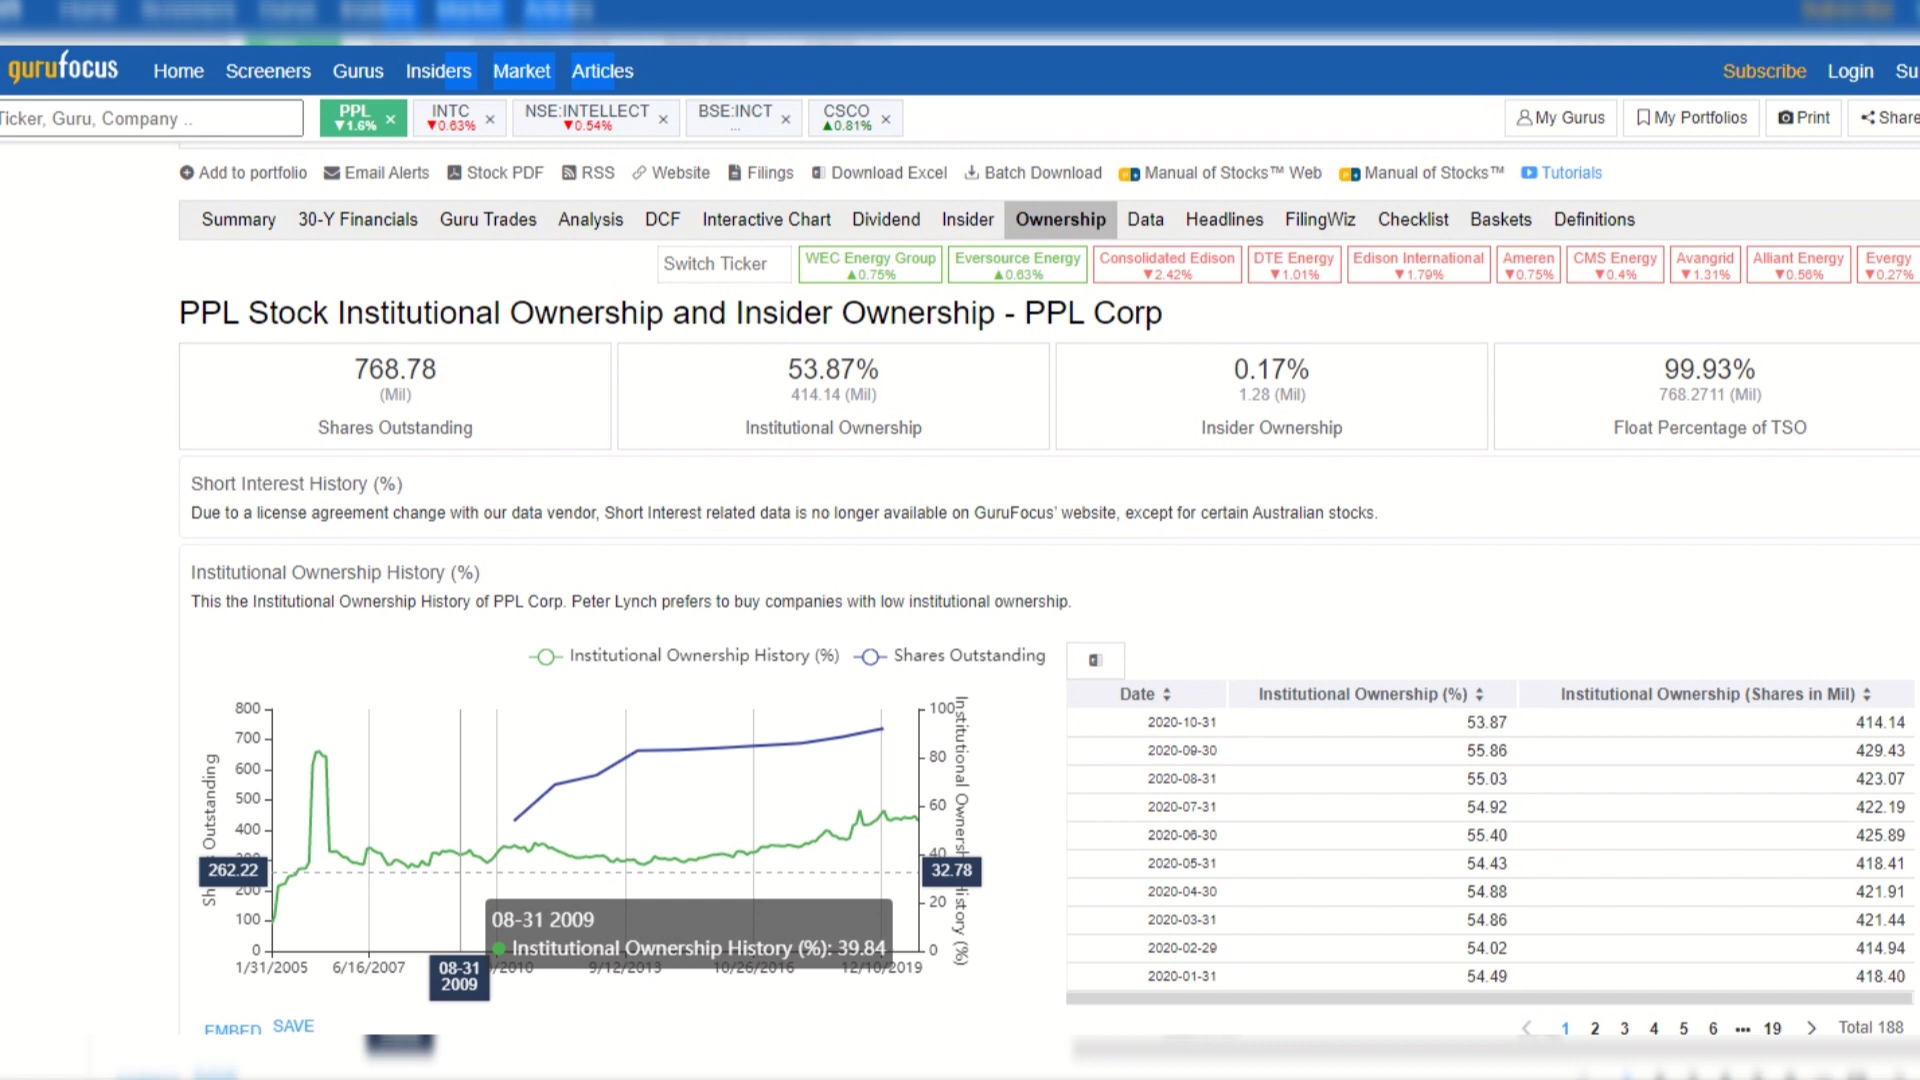 gurufocus Home Screeners Gurus Insiders Market Articles Subscribe Login Su
Ticker, Guru, Company .. PPL ▼1.6% × INTC ▼0.63% × NSE:INTELLECT ▼0.54% × BSE:INCT ... × CSCO ▲0.81% × My Gurus My Portfolios Print Share
Add to portfolio Email Alerts Stock PDF RSS Website Filings Download Excel Batch Download Manual of Stocks™ Web Manual of Stocks™ Tutorials
Summary 30-Y Financials Guru Trades Analysis DCF Interactive Chart Dividend Insider Ownership Data Headlines FilingWiz Checklist Baskets Definitions
Switch Ticker WEC Energy Group ▲0.75% Eversource Energy ▲0.63% Consolidated Edison ▼2.42% DTE Energy ▼1.01% Edison International ▼1.79% Ameren ▼0.75% CMS Energy ▼0.4% Avangrid ▼1.31% Alliant Energy ▼0.56% Evergy ▼0.27%
PPL Stock Institutional Ownership and Insider Ownership - PPL Corp
768.78 53.87% 0.17% 99.93%
(Mil) 414.14 (Mil) 1.28 (Mil) 768.2711 (Mil)
Shares Outstanding Institutional Ownership Insider Ownership Float Percentage of TSO
Short Interest History (%)
Due to a license agreement change with our data vendor, Short Interest related data is no longer available on GuruFocus' website, except for certain Australian stocks.
Institutional Ownership History (%)
This the Institutional Ownership History of PPL Corp. Peter Lynch prefers to buy companies with low institutional ownership.
Institutional Ownership History (%) Shares Outstanding
800
700
600
500
400
200
100
0
262.22
Outstanding
100
80
60
40
20
0
32.78
08-31 2009
Institutional Ownership History (%): 39.84
1/31/2005 6/16/2007 08-31 2009 /2010 9/12/2013 10/26/2016 12/10/2019
Date Institutional Ownership (%) Institutional Ownership (Shares in Mil)
2020-10-31 53.87 414.14
2020-09-30 55.86 429.43
2020-08-31 55.03 423.07
2020-07-31 54.92 422.19
2020-06-30 55.40 425.89
2020-05-31 54.43 418.41
2020-04-30 54.88 421.91
2020-03-31 54.86 421.44
2020-02-29 54.02 414.94
2020-01-31 54.49 418.40
EMBED SAVE
1 2 3 4 5 6 ... 19 Total 188